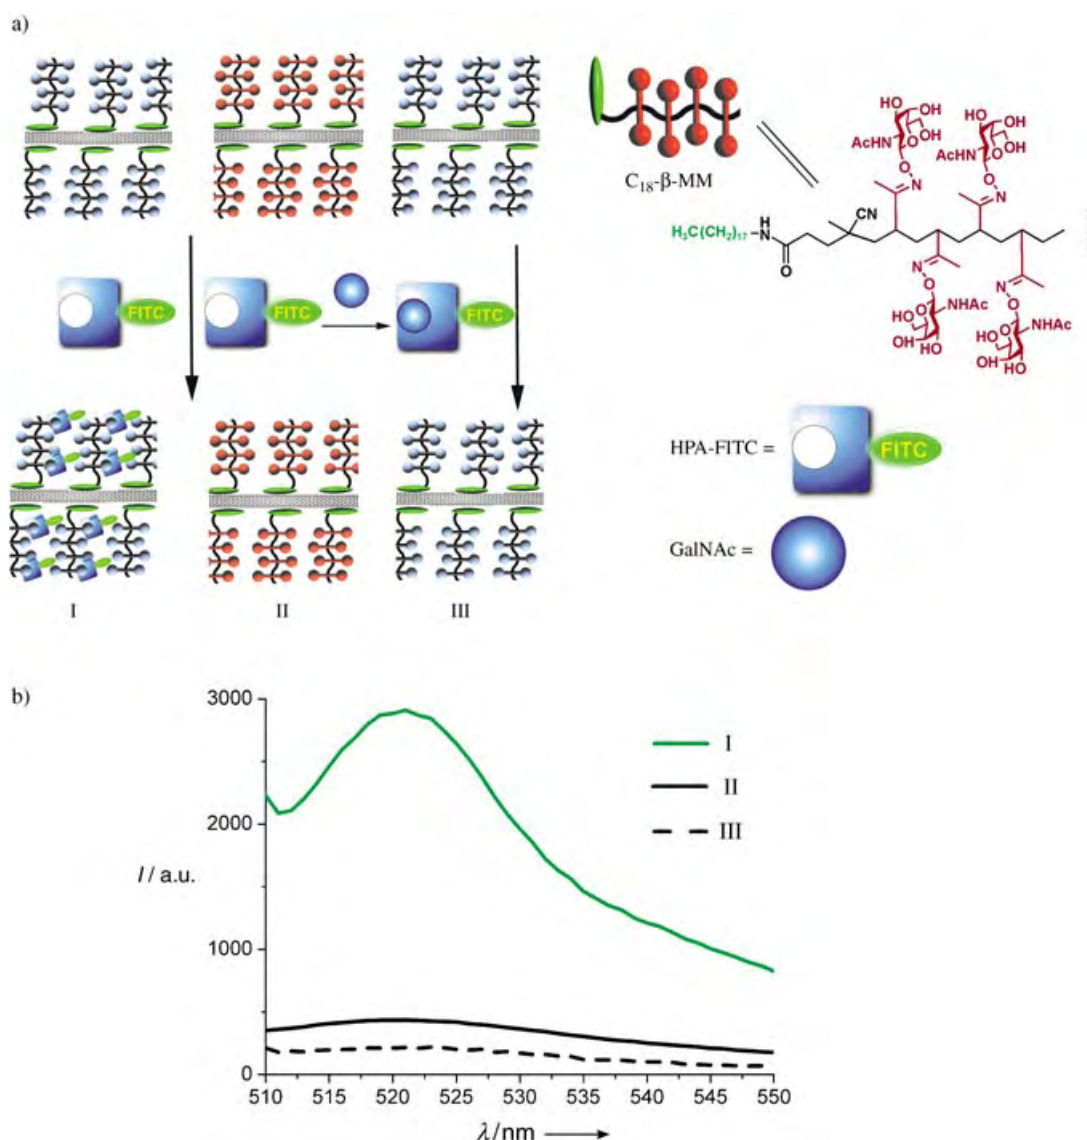 a)
C₁₈-β-MM
H₃C(CH₂)₁₇
H
N
O
CN
HO OH
O OH
AcHN
O
N
HO OH
O OH
AcHN
O
N
N
O
NHAc
HO
OH
HO
N
O
NHAc
HO
OH
HO
FITC
FITC
FITC
HPA-FITC =
FITC
GalNAc =
I
II
III
b)
3000
2000
1000
0
I / a.u.
I
II
III
510 515 520 525 530 535 540 545 550
λ/nm